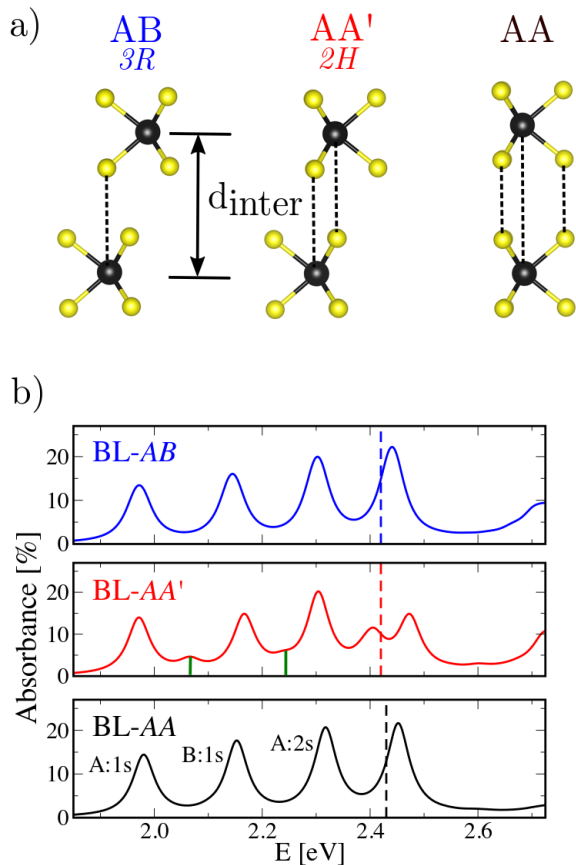 a)
AB
3R
AA'
2H
AA
dinter
b)
BL-AB
20
10
0
BL-AA'
20
10
0
BL-AA
A:1s
B:1s
A:2s
20
10
0
Absorbance [%]
2.0
2.2
2.4
2.6
E [eV]